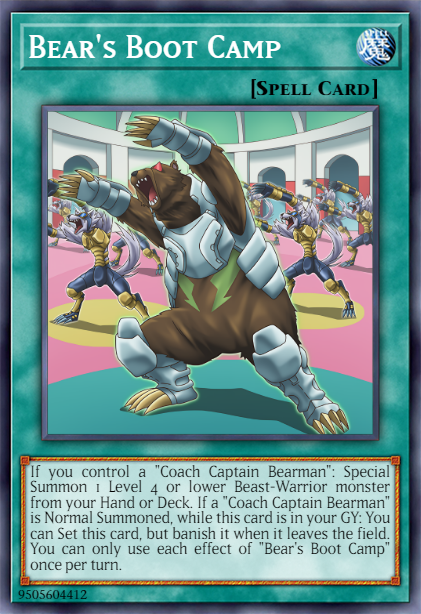 Bear's Boot Camp
魔
[Spell Card]
If you control a "Coach Captain Bearman": Special
Summon 1 Level 4 or lower Beast-Warrior monster
from your Hand or Deck. If a "Coach Captain Bearman"
is Normal Summoned, while this card is in your GY: You
can Set this card, but banish it when it leaves the field.
You can only use each effect of "Bear's Boot Camp"
once per turn.
9505604412